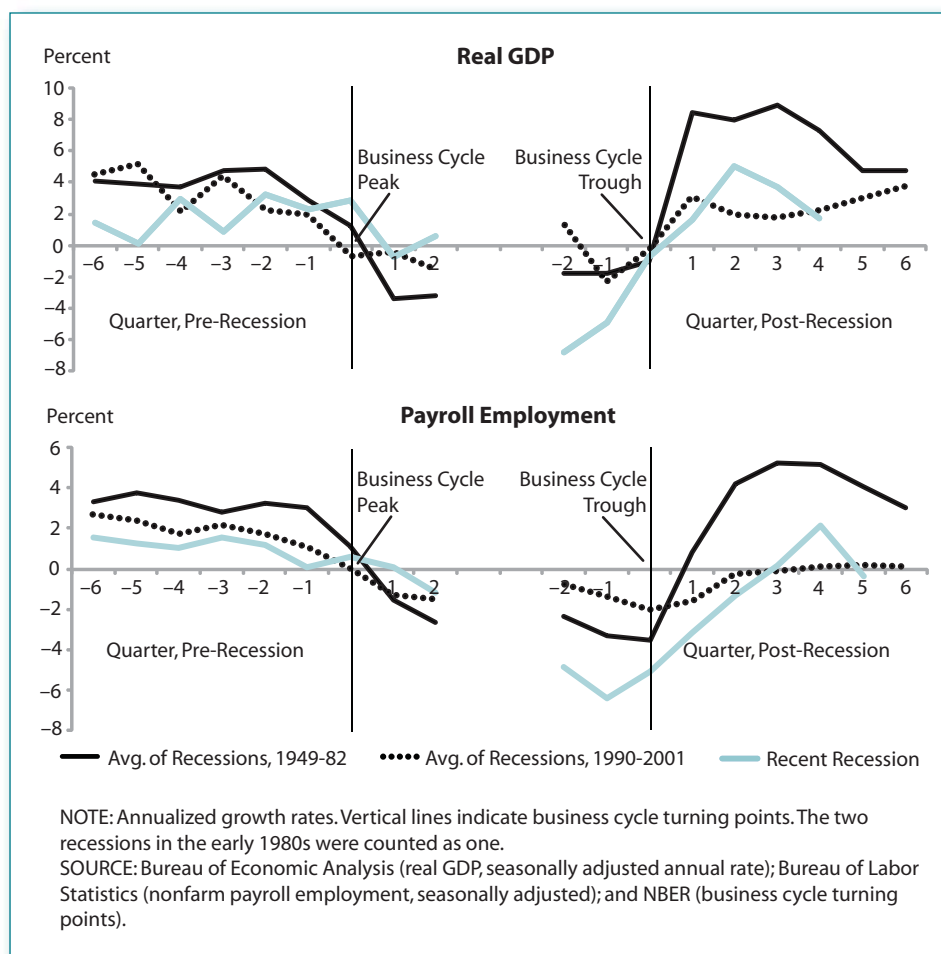 Real GDP
Percent
10
8
6
4
2
0
−2
−4
−6
−8
Business Cycle
Peak
Business Cycle
Trough
−6 −5 −4 −3 −2 −1 1 2 −2 −1 1 2 3 4 5 6
Quarter, Pre-Recession
Quarter, Post-Recession
Payroll Employment
Percent
6
4
2
0
−2
−4
−6
−8
Business Cycle
Peak
Business Cycle
Trough
−6 −5 −4 −3 −2 −1 1 2 −2 −1 1 2 3 4 5 6
Quarter, Pre-Recession
Quarter, Post-Recession
Avg. of Recessions, 1949-82 Avg. of Recessions, 1990-2001 Recent Recession
NOTE: Annualized growth rates. Vertical lines indicate business cycle turning points. The two
recessions in the early 1980s were counted as one.
SOURCE: Bureau of Economic Analysis (real GDP, seasonally adjusted annual rate); Bureau of Labor
Statistics (nonfarm payroll employment, seasonally adjusted); and NBER (business cycle turning
points).